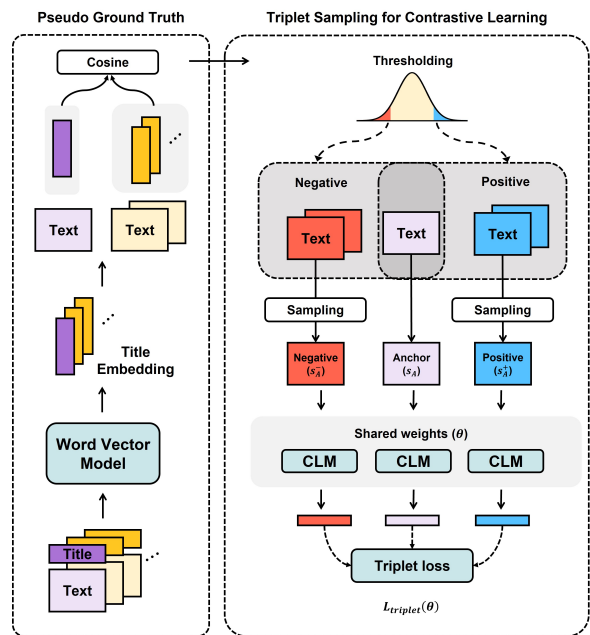 Pseudo Ground Truth
Cosine
Text
Text
Title
Embedding
Word Vector
Model
Title
Text
Triplet Sampling for Contrastive Learning
Thresholding
Negative
Positive
Text
Text
Text
Sampling
Sampling
Negative
(s_A^-)
Anchor
(s_A)
Positive
(s_A^+)
Shared weights (θ)
CLM
CLM
CLM
Triplet loss
L_triplet(θ)